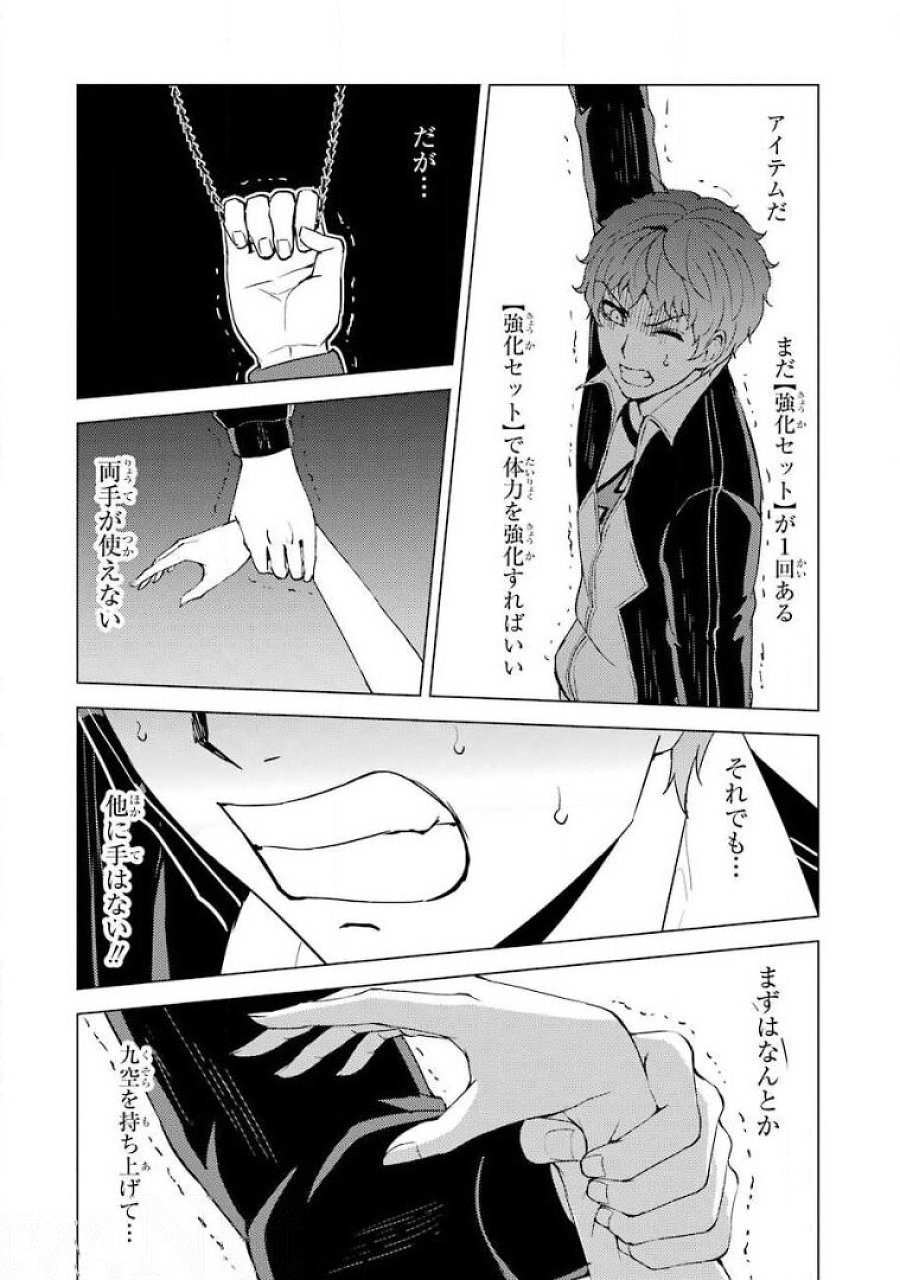 アイテムだ
まだ【強化セット】が1回ある
【強化セット】で体力を強化すればいい
だが…
両手が使えない
それでも…
他に手はない!!
まずはなんとか
九空を持ち上げて…